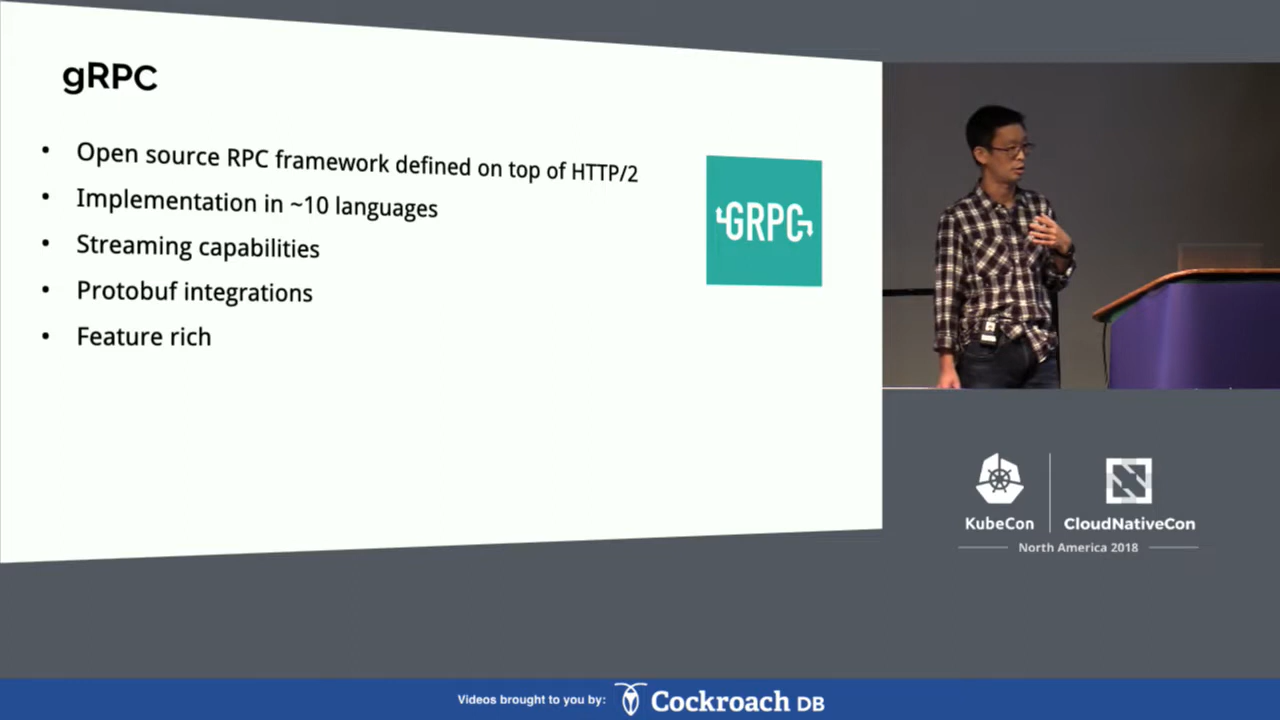 gRPC
• Open source RPC framework defined on top of HTTP/2
• Implementation in ~10 languages
• Streaming capabilities
• Protobuf integrations
• Feature rich
GRPC
KubeCon
CloudNativeCon
North America 2018
Videos brought to you by:
Cockroach DB